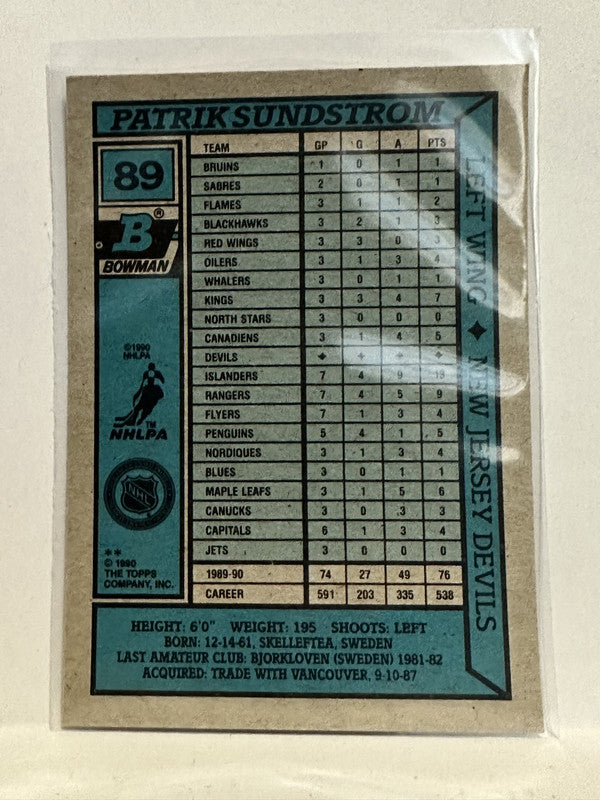 PATRIK SUNDSTROM
89
B®
BOWMAN
©1990
NHLPA
TM
NHLPA
NHL
**
© 1990
THE TOPPS
COMPANY, INC.
TEAM GP G A PTS
BRUINS 1 0 1 1
SABRES 2 0 1 1
FLAMES 3 1 1 2
BLACKHAWKS 3 2 1 3
RED WINGS 3 3 0 3
OILERS 3 1 3 4
WHALERS 3 0 1 1
KINGS 3 3 4 7
NORTH STARS 3 0 0 0
CANADIENS 3 1 4 5
DEVILS ✦ ✦ ✦ ✦
ISLANDERS 7 4 9 13
RANGERS 7 4 5 9
FLYERS 7 1 3 4
PENGUINS 5 4 1 5
NORDIQUES 3 1 3 4
BLUES 3 0 1 1
MAPLE LEAFS 3 1 5 6
CANUCKS 3 0 3 3
CAPITALS 6 1 3 4
JETS 3 0 0 0
1989-90 74 27 49 76
CAREER 591 203 335 538
LEFT WING ✦ NEW JERSEY DEVILS
HEIGHT: 6'0" WEIGHT: 195 SHOOTS: LEFT
BORN: 12-14-61, SKELLEFTEA, SWEDEN
LAST AMATEUR CLUB: BJORKLOVEN (SWEDEN) 1981-82
ACQUIRED: TRADE WITH VANCOUVER, 9-10-87